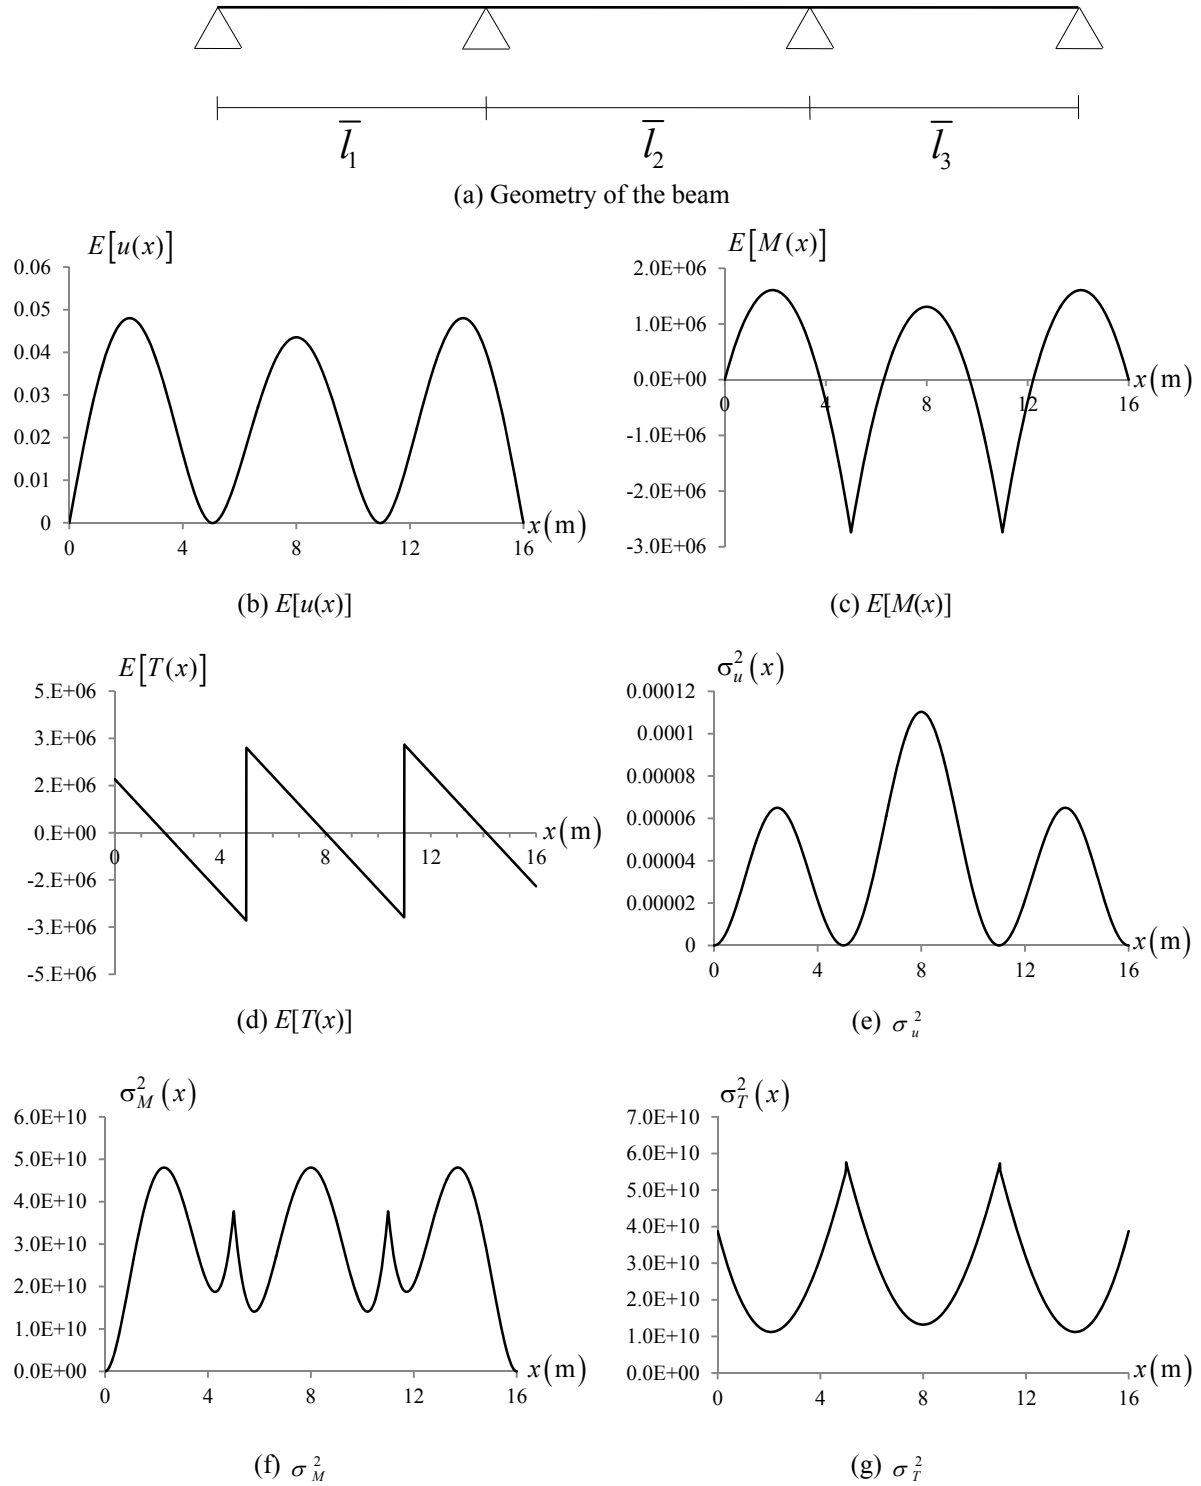 l̅₁ l̅₂ l̅₃
(a) Geometry of the beam
E[u(x)]
0.06
0.05
0.04
0.03
0.02
0.01
0
0 4 8 12 16
x(m)
(b) E[u(x)]
E[M(x)]
2.0E+06
1.0E+06
0.0E+00
-1.0E+06
-2.0E+06
-3.0E+06
0 4 8 12 16
x(m)
(c) E[M(x)]
E[T(x)]
5.E+06
3.E+06
2.E+06
0.E+00
-2.E+06
-3.E+06
-5.E+06
0 4 8 12 16
x(m)
(d) E[T(x)]
σ²ᵤ(x)
0.00012
0.0001
0.00008
0.00006
0.00004
0.00002
0
0 4 8 12 16
x(m)
(e) σ ᵤ²
σ²_M(x)
6.0E+10
5.0E+10
4.0E+10
3.0E+10
2.0E+10
1.0E+10
0.0E+00
0 4 8 12 16
x(m)
(f) σ_M²
σ²_T(x)
7.0E+10
6.0E+10
5.0E+10
4.0E+10
3.0E+10
2.0E+10
1.0E+10
0.0E+00
0 4 8 12 16
x(m)
(g) σ_T²